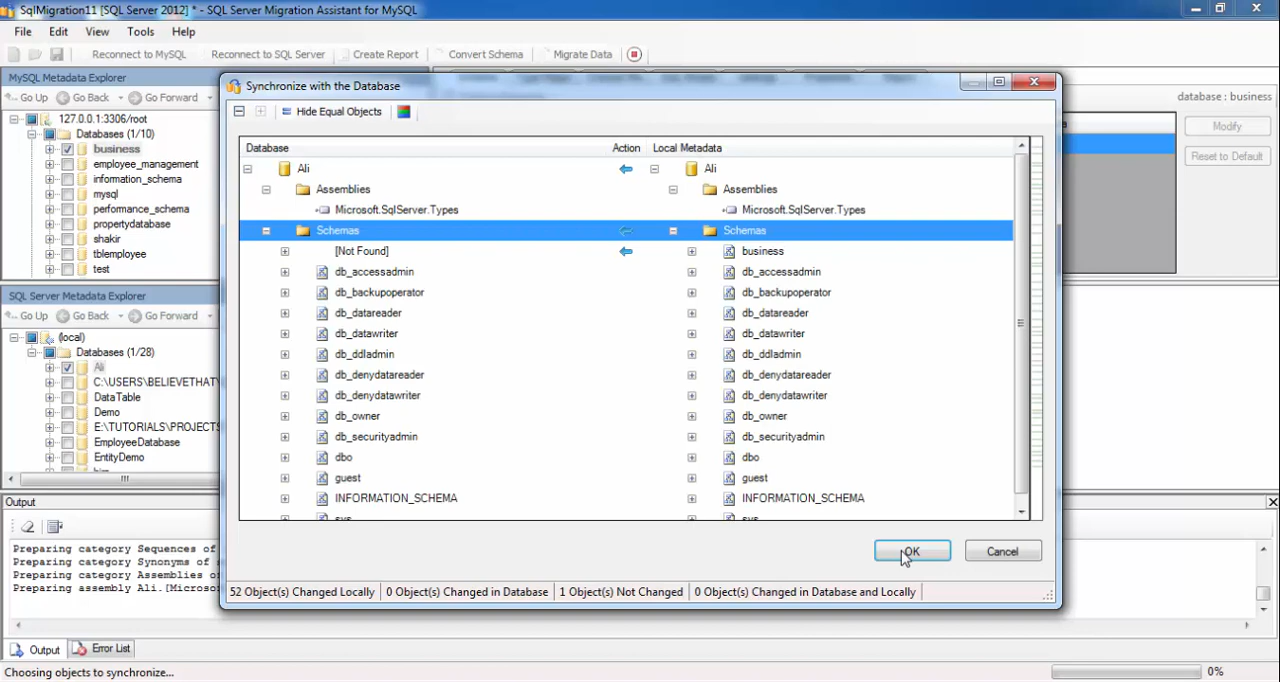 SqlMigration11 [SQL Server 2012] * - SQL Server Migration Assistant for MySQL
File Edit View Tools Help
Reconnect to MySQL Reconnect to SQL Server Create Report Convert Schema Migrate Data
MySQL Metadata Explorer
Go Up Go Back Go Forward
127.0.0.1:3306/root
Databases (1/10)
business
employee_management
information_schema
mysql
performance_schema
propertydatabase
shakir
tblemployee
test
SQL Server Metadata Explorer
Go Up Go Back Go Forward
(local)
Databases (1/28)
Ali
C:\USERS\BELIEVETHAT\
DataTable
Demo
E:\TUTORIALS\PROJECTS
EmployeeDatabase
EntityDemo
database : business
Modify
Reset to Default
Synchronize with the Database
Hide Equal Objects
Database Action Local Metadata
Ali Ali
Assemblies Assemblies
Microsoft.SqlServer.Types Microsoft.SqlServer.Types
Schemas Schemas
[Not Found] business
db_accessadmin db_accessadmin
db_backupoperator db_backupoperator
db_datareader db_datareader
db_datawriter db_datawriter
db_ddladmin db_ddladmin
db_denydatareader db_denydatareader
db_denydatawriter db_denydatawriter
db_owner db_owner
db_securityadmin db_securityadmin
dbo dbo
guest guest
INFORMATION_SCHEMA INFORMATION_SCHEMA
sys sys
OK Cancel
52 Object(s) Changed Locally 0 Object(s) Changed in Database 1 Object(s) Not Changed 0 Object(s) Changed in Database and Locally
Output
Preparing category Sequences of
Preparing category Synonyms of
Preparing category Assemblies o
Preparing assembly Ali.[Micros
Output Error List
Choosing objects to synchronize... 0%